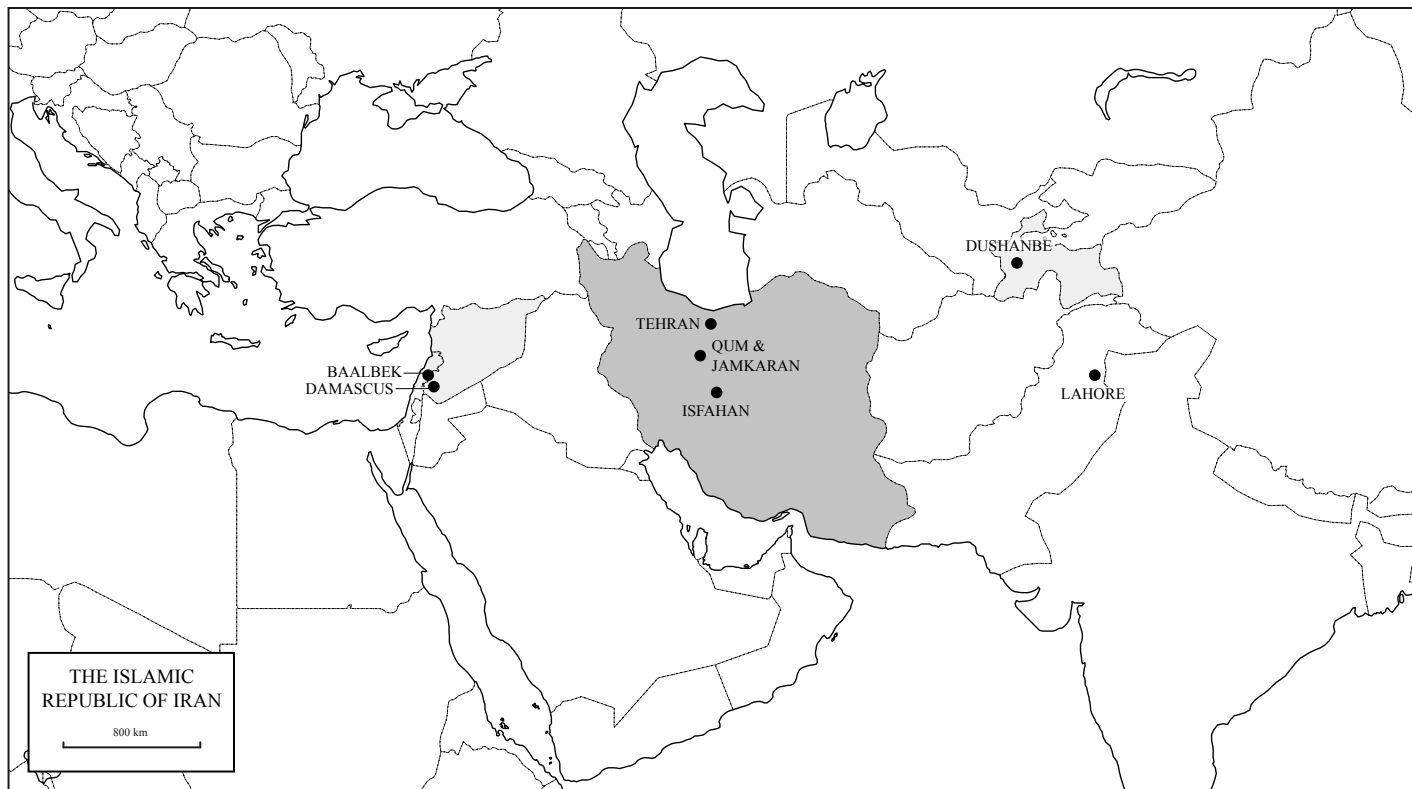 DUSHANBE
TEHRAN
QUM &
JAMKARAN
BAALBEK
DAMASCUS
LAHORE
ISFAHAN
THE ISLAMIC
REPUBLIC OF IRAN
800 km